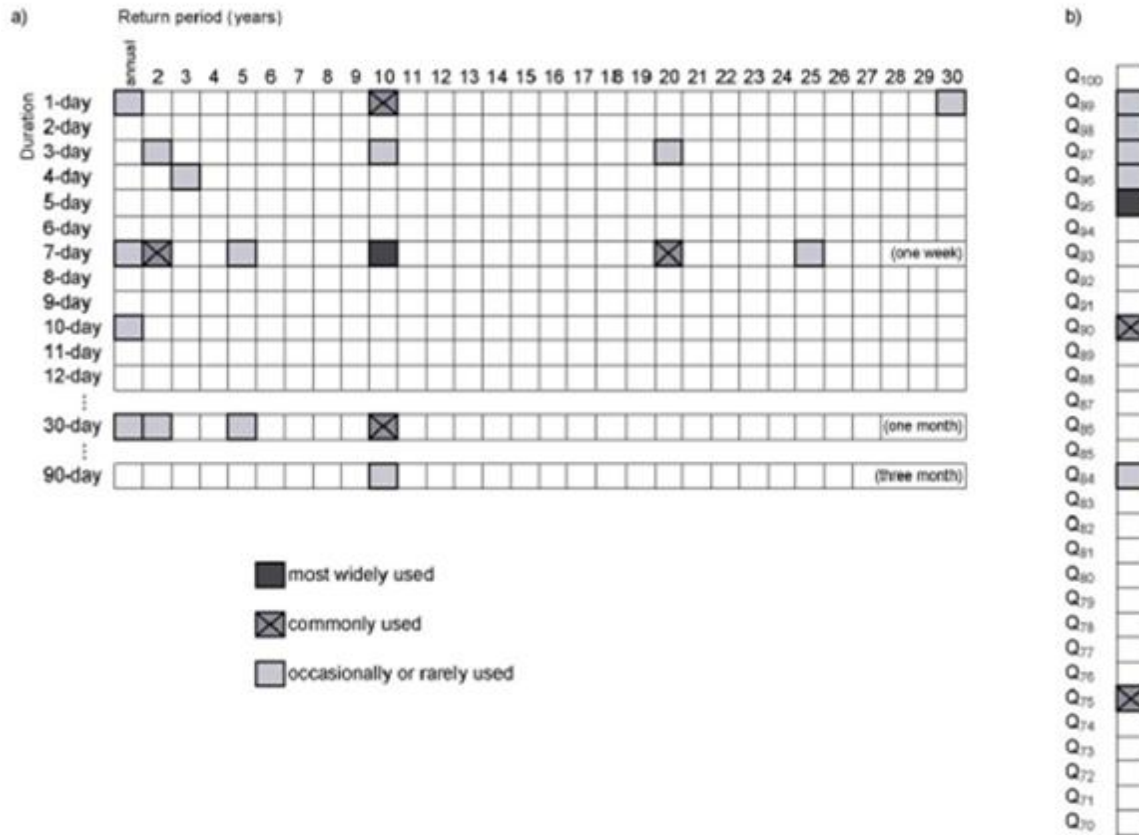 a)
Return period (years)
annual 2 3 4 5 6 7 8 9 10 11 12 13 14 15 16 17 18 19 20 21 22 23 24 25 26 27 28 29 30
Duration
1-day
2-day
3-day
4-day
5-day
6-day
7-day (one week)
8-day
9-day
10-day
11-day
12-day
⋮
30-day (one month)
⋮
90-day (three month)
most widely used
commonly used
occasionally or rarely used
b)
Q100
Q99
Q98
Q97
Q96
Q95
Q94
Q93
Q92
Q91
Q90
Q89
Q88
Q87
Q86
Q85
Q84
Q83
Q82
Q81
Q80
Q79
Q78
Q77
Q76
Q75
Q74
Q73
Q72
Q71
Q70